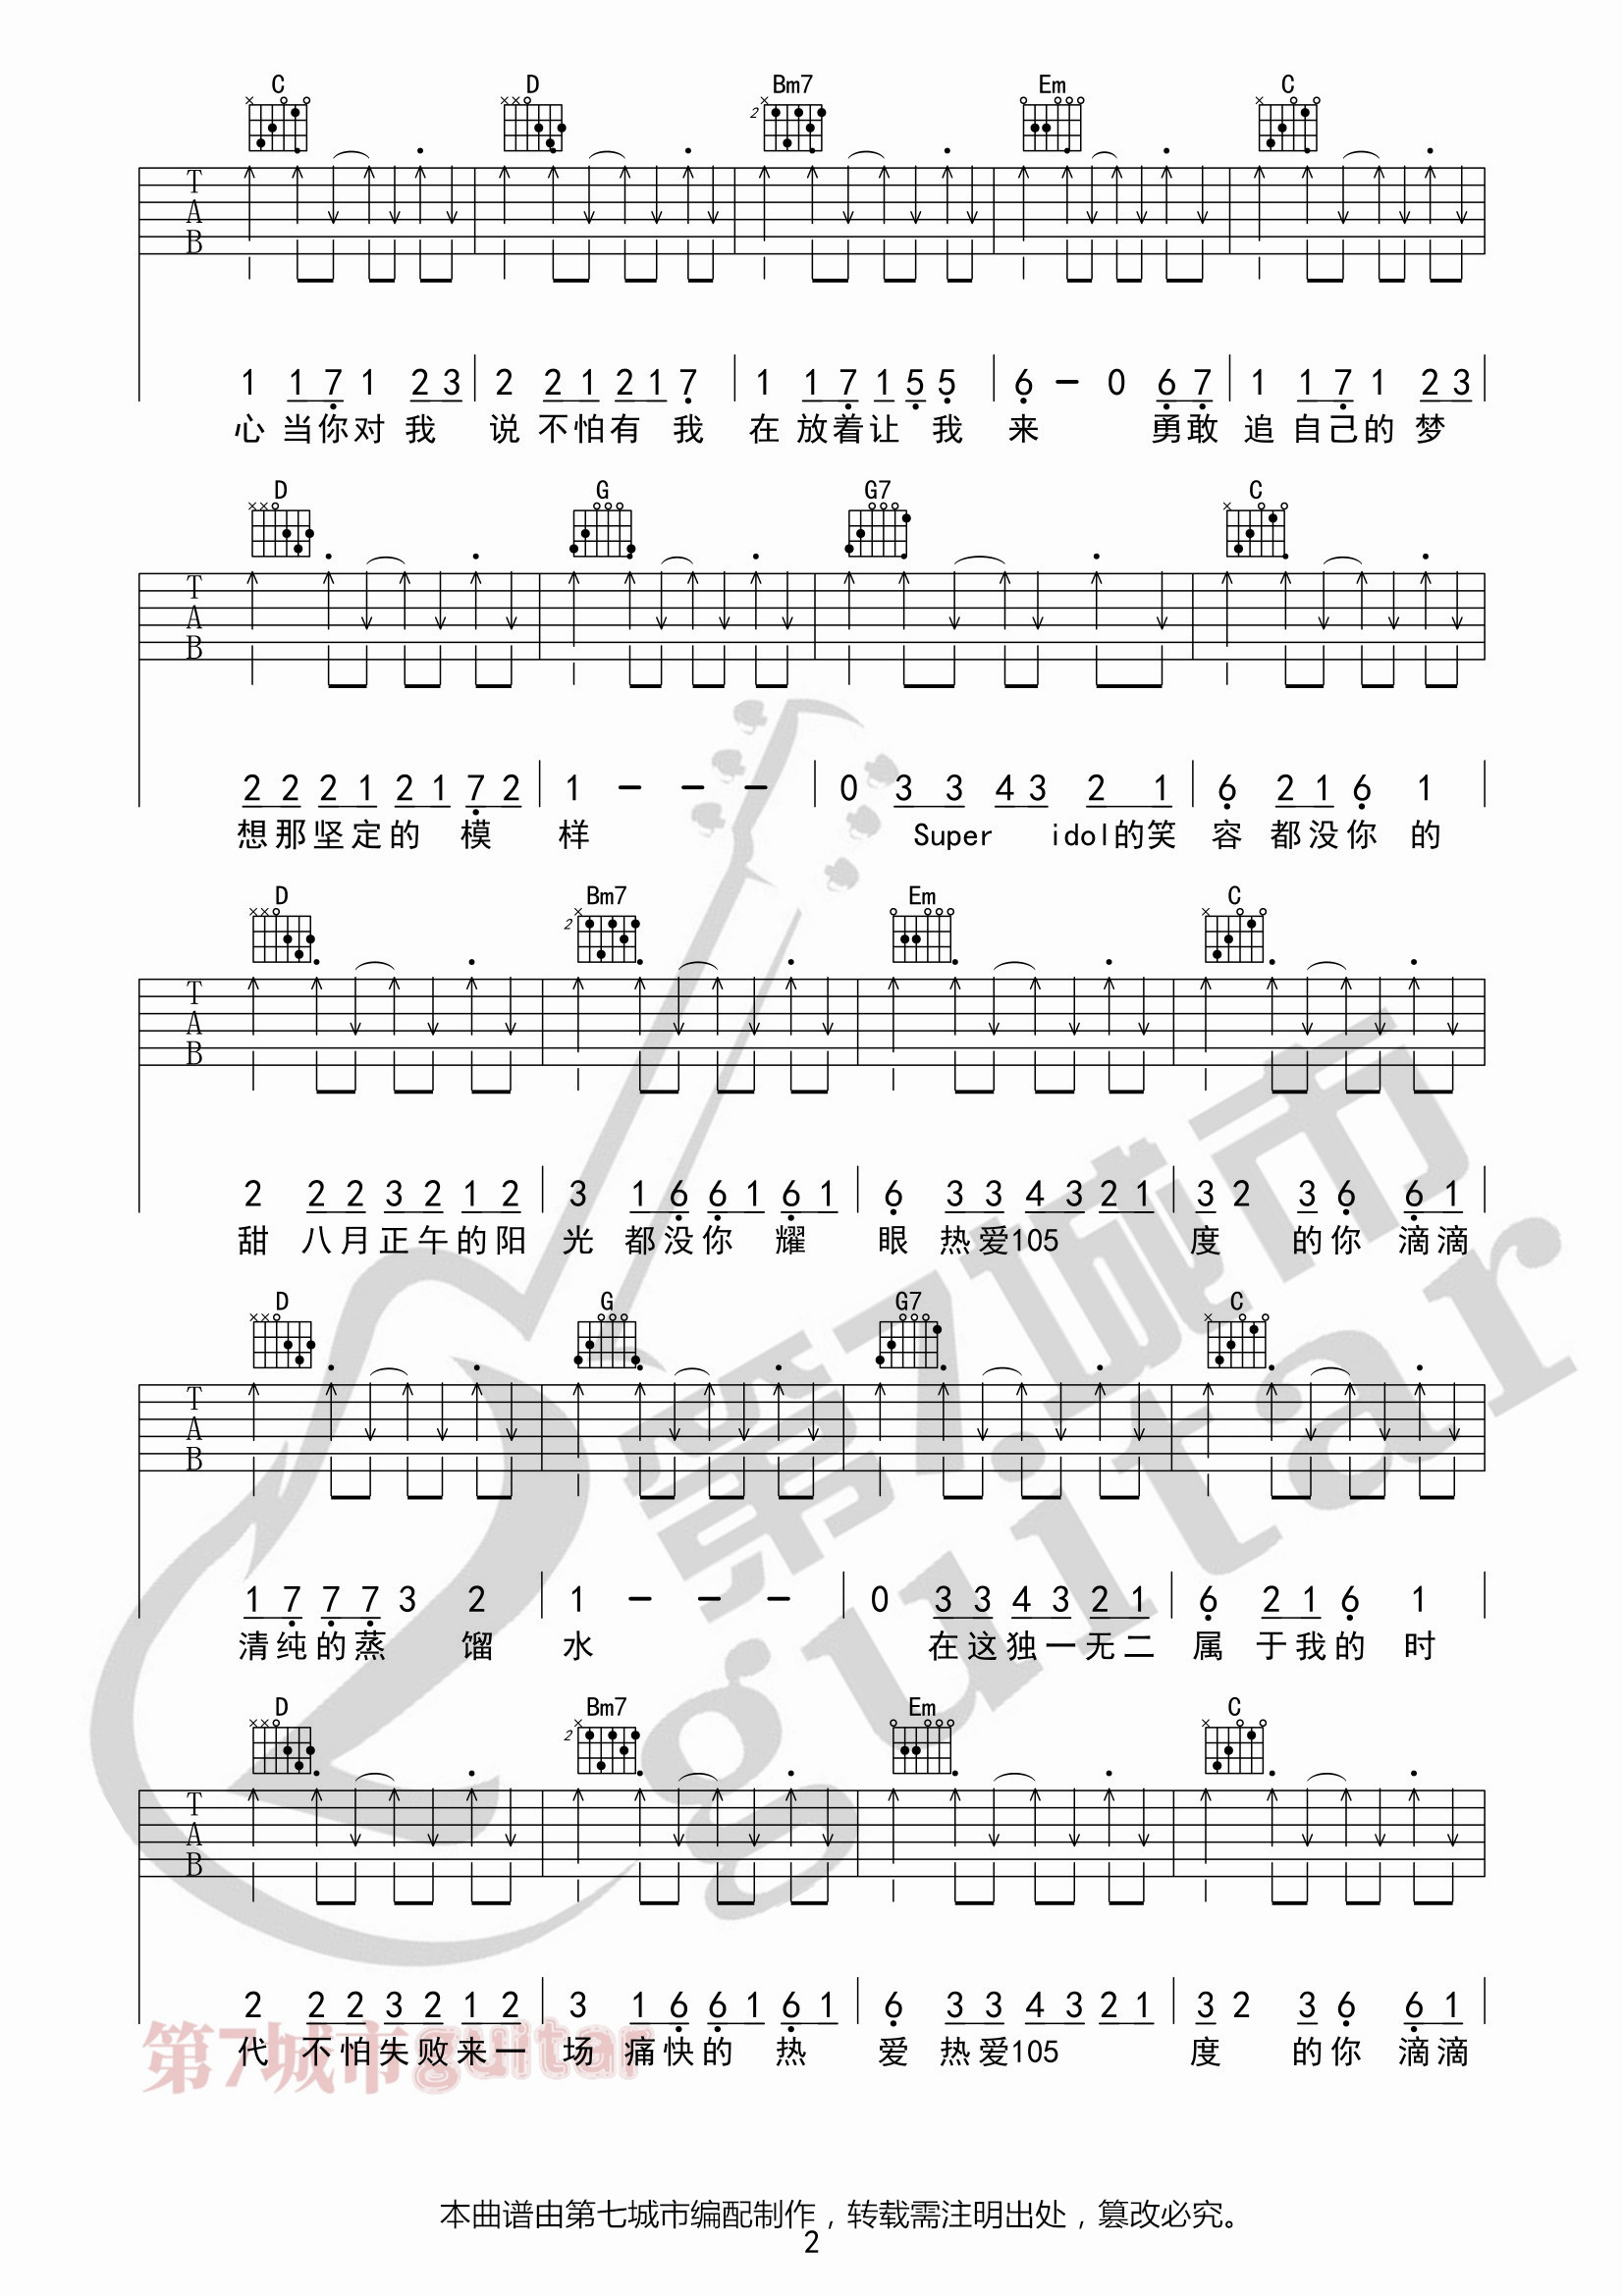 C D Bm7 Em C
2
T
A
B
1 1 7 1 2 3 2 2 1 2 1 7 1 1 7 1 5 5 6 - 0 6 7 1 1 7 1 2 3
心 当你对 我 说 不怕有 我 在 放着让 我 来 勇敢 追 自己的 梦
D G G7 C
T
A
B
2 2 2 1 2 1 7 2 1 - - - 0 3 3 4 3 2 1 6 2 1 6 1
想那坚定的 模 样 Super idol的笑 容 都没你 的
D Bm7 Em C
2
T
A
B
2 2 2 3 2 1 2 3 1 6 6 1 6 1 6 3 3 4 3 2 1 3 2 3 6 6 1
甜 八月正午的阳 光 都没你 耀 眼 热爱105 度 的你 滴滴
D G G7 C
T
A
B
1 7 7 7 3 2 1 - - - 0 3 3 4 3 2 1 6 2 1 6 1
清纯的蒸 馏 水 在这独一无二 属 于我的 时
D Bm7 Em C
2
T
A
B
2 2 2 3 2 1 2 3 1 6 6 1 6 1 6 3 3 4 3 2 1 3 2 3 6 6 1
代 不怕失败来一 场 痛快的 热 爱 热爱105 度 的你 滴滴
第7城市guitar
第7城市
guitar
本曲谱由第七城市编配制作，转载需注明出处，篡改必究。
2